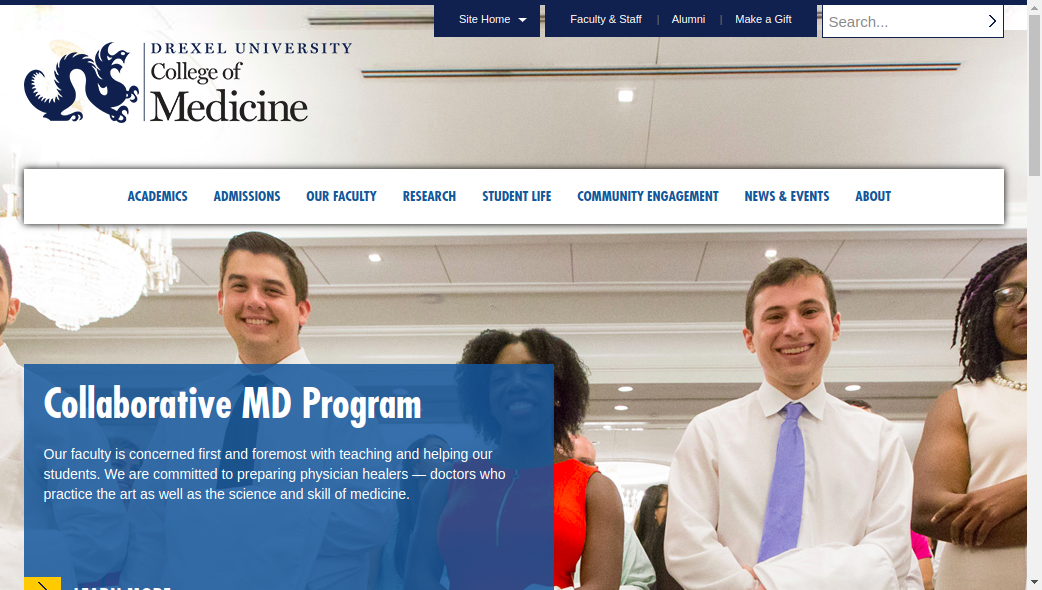 Site Home
Faculty & Staff | Alumni | Make a Gift
Search...
DREXEL UNIVERSITY
College of
Medicine
ACADEMICS ADMISSIONS OUR FACULTY RESEARCH STUDENT LIFE COMMUNITY ENGAGEMENT NEWS & EVENTS ABOUT
Collaborative MD Program
Our faculty is concerned first and foremost with teaching and helping our
students. We are committed to preparing physician healers — doctors who
practice the art as well as the science and skill of medicine.
LEARN MORE